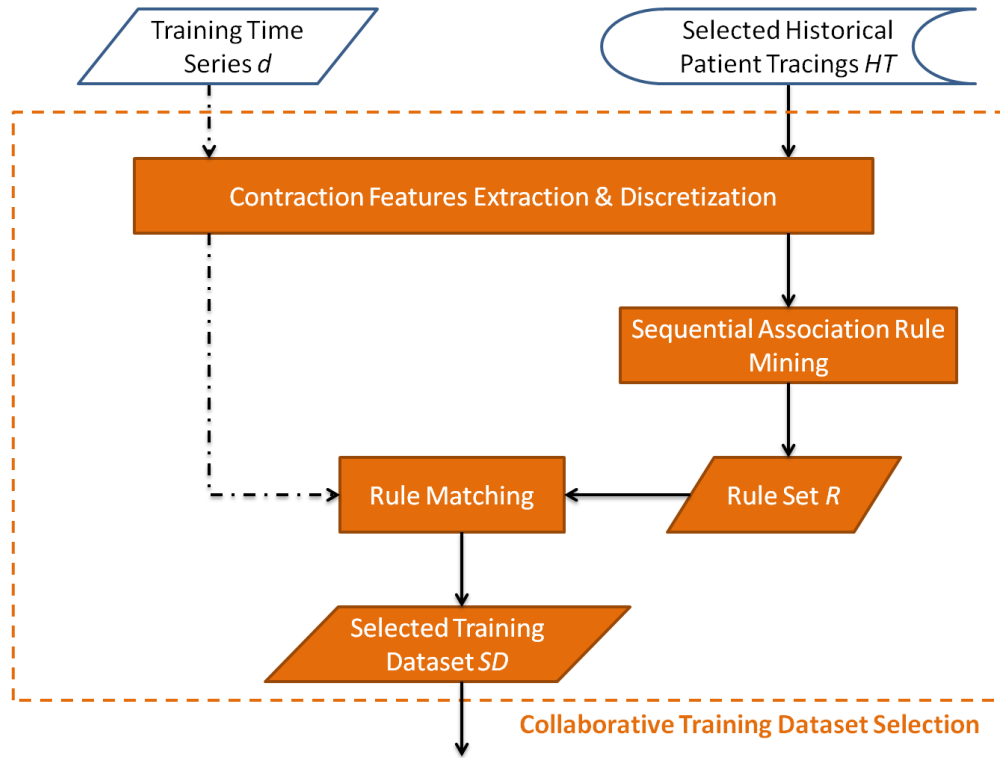 Training Time
Series d
Selected Historical
Patient Tracings HT
Contraction Features Extraction & Discretization
Sequential Association Rule
Mining
Rule Matching
Rule Set R
Selected Training
Dataset SD
Collaborative Training Dataset Selection